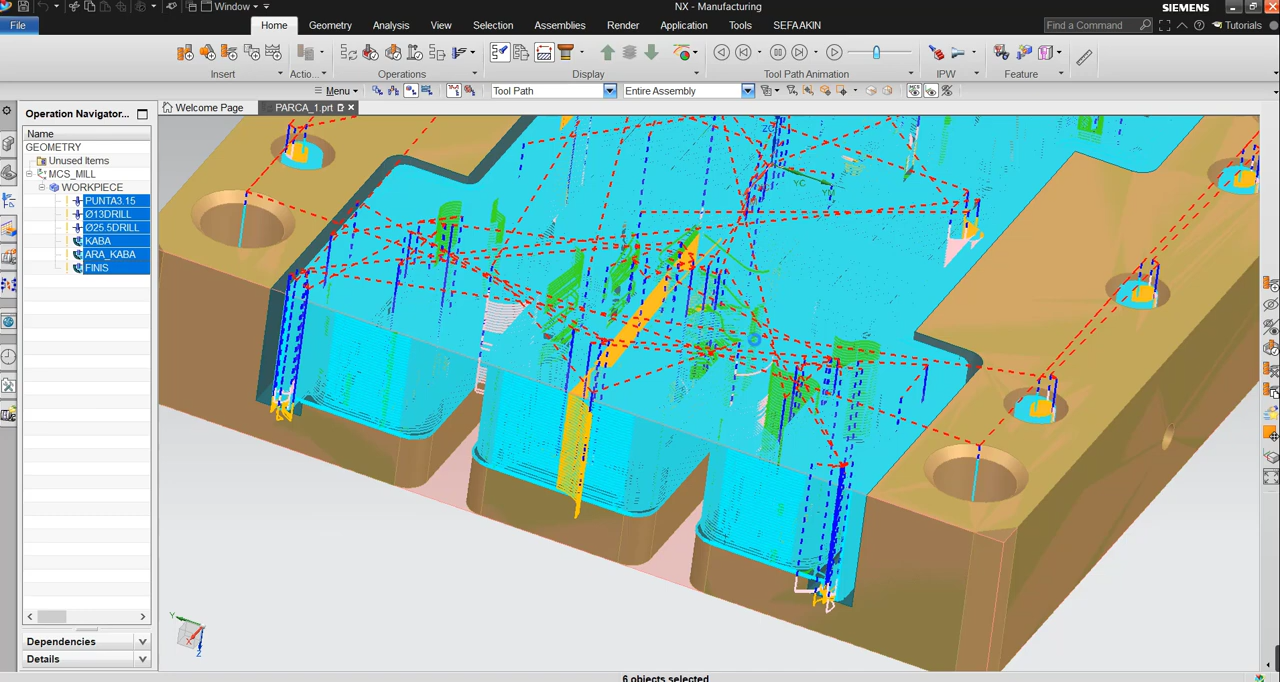 Window
NX - Manufacturing
SIEMENS
File
Home
Geometry
Analysis
View
Selection
Assemblies
Render
Application
Tools
SEFAAKIN
Find a Command
Tutorials
Insert
Actio...
Operations
Display
Tool Path Animation
IPW
Feature
Menu
Tool Path
Entire Assembly
Operation Navigator...
Welcome Page
PARCA_1.prt
Name
GEOMETRY
Unused Items
MCS_MILL
WORKPIECE
PUNTA3.15
Ø13DRILL
Ø25.5DRILL
KABA
ARA_KABA
FINIS
ZC
YC
Y
X
Z
Dependencies
Details
6 objects selected